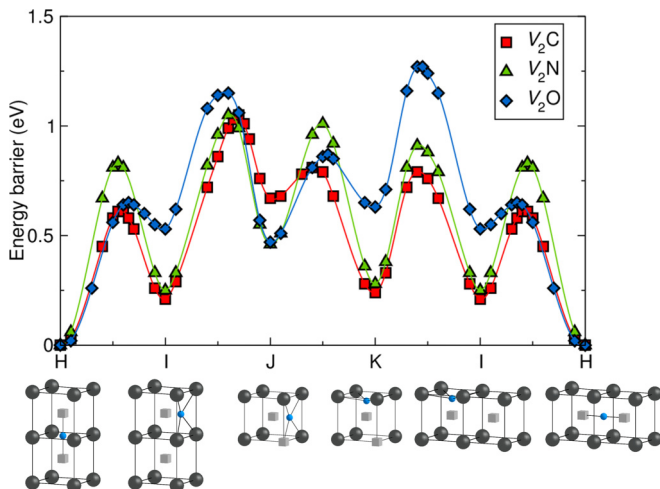 1.5
1
0.5
0
Energy barrier (eV)
V₂C
V₂N
V₂O
H I J K I H